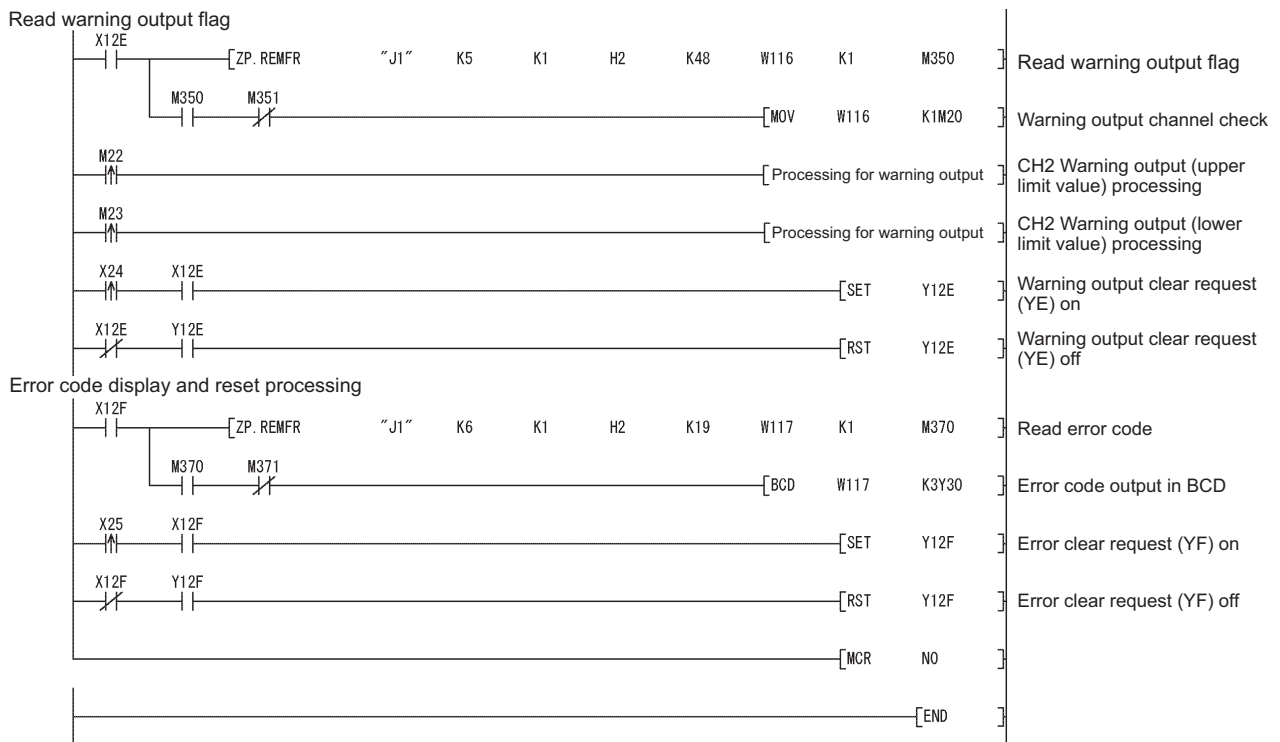 Read warning output flag
X12E
[ZP.REMFR "J1" K5 K1 H2 K48 W116 K1 M350 ]
Read warning output flag
M350 M351
[MOV W116 K1M20 ]
Warning output channel check
M22
[Processing for warning output ]
CH2 Warning output (upper
limit value) processing
M23
[Processing for warning output ]
CH2 Warning output (lower
limit value) processing
X24 X12E
[SET Y12E ]
Warning output clear request
(YE) on
X12E Y12E
[RST Y12E ]
Warning output clear request
(YE) off
Error code display and reset processing
X12F
[ZP.REMFR "J1" K6 K1 H2 K19 W117 K1 M370 ]
Read error code
M370 M371
[BCD W117 K3Y30 ]
Error code output in BCD
X25 X12F
[SET Y12F ]
Error clear request (YF) on
X12F Y12F
[RST Y12F ]
Error clear request (YF) off
[MCR N0 ]
[END ]